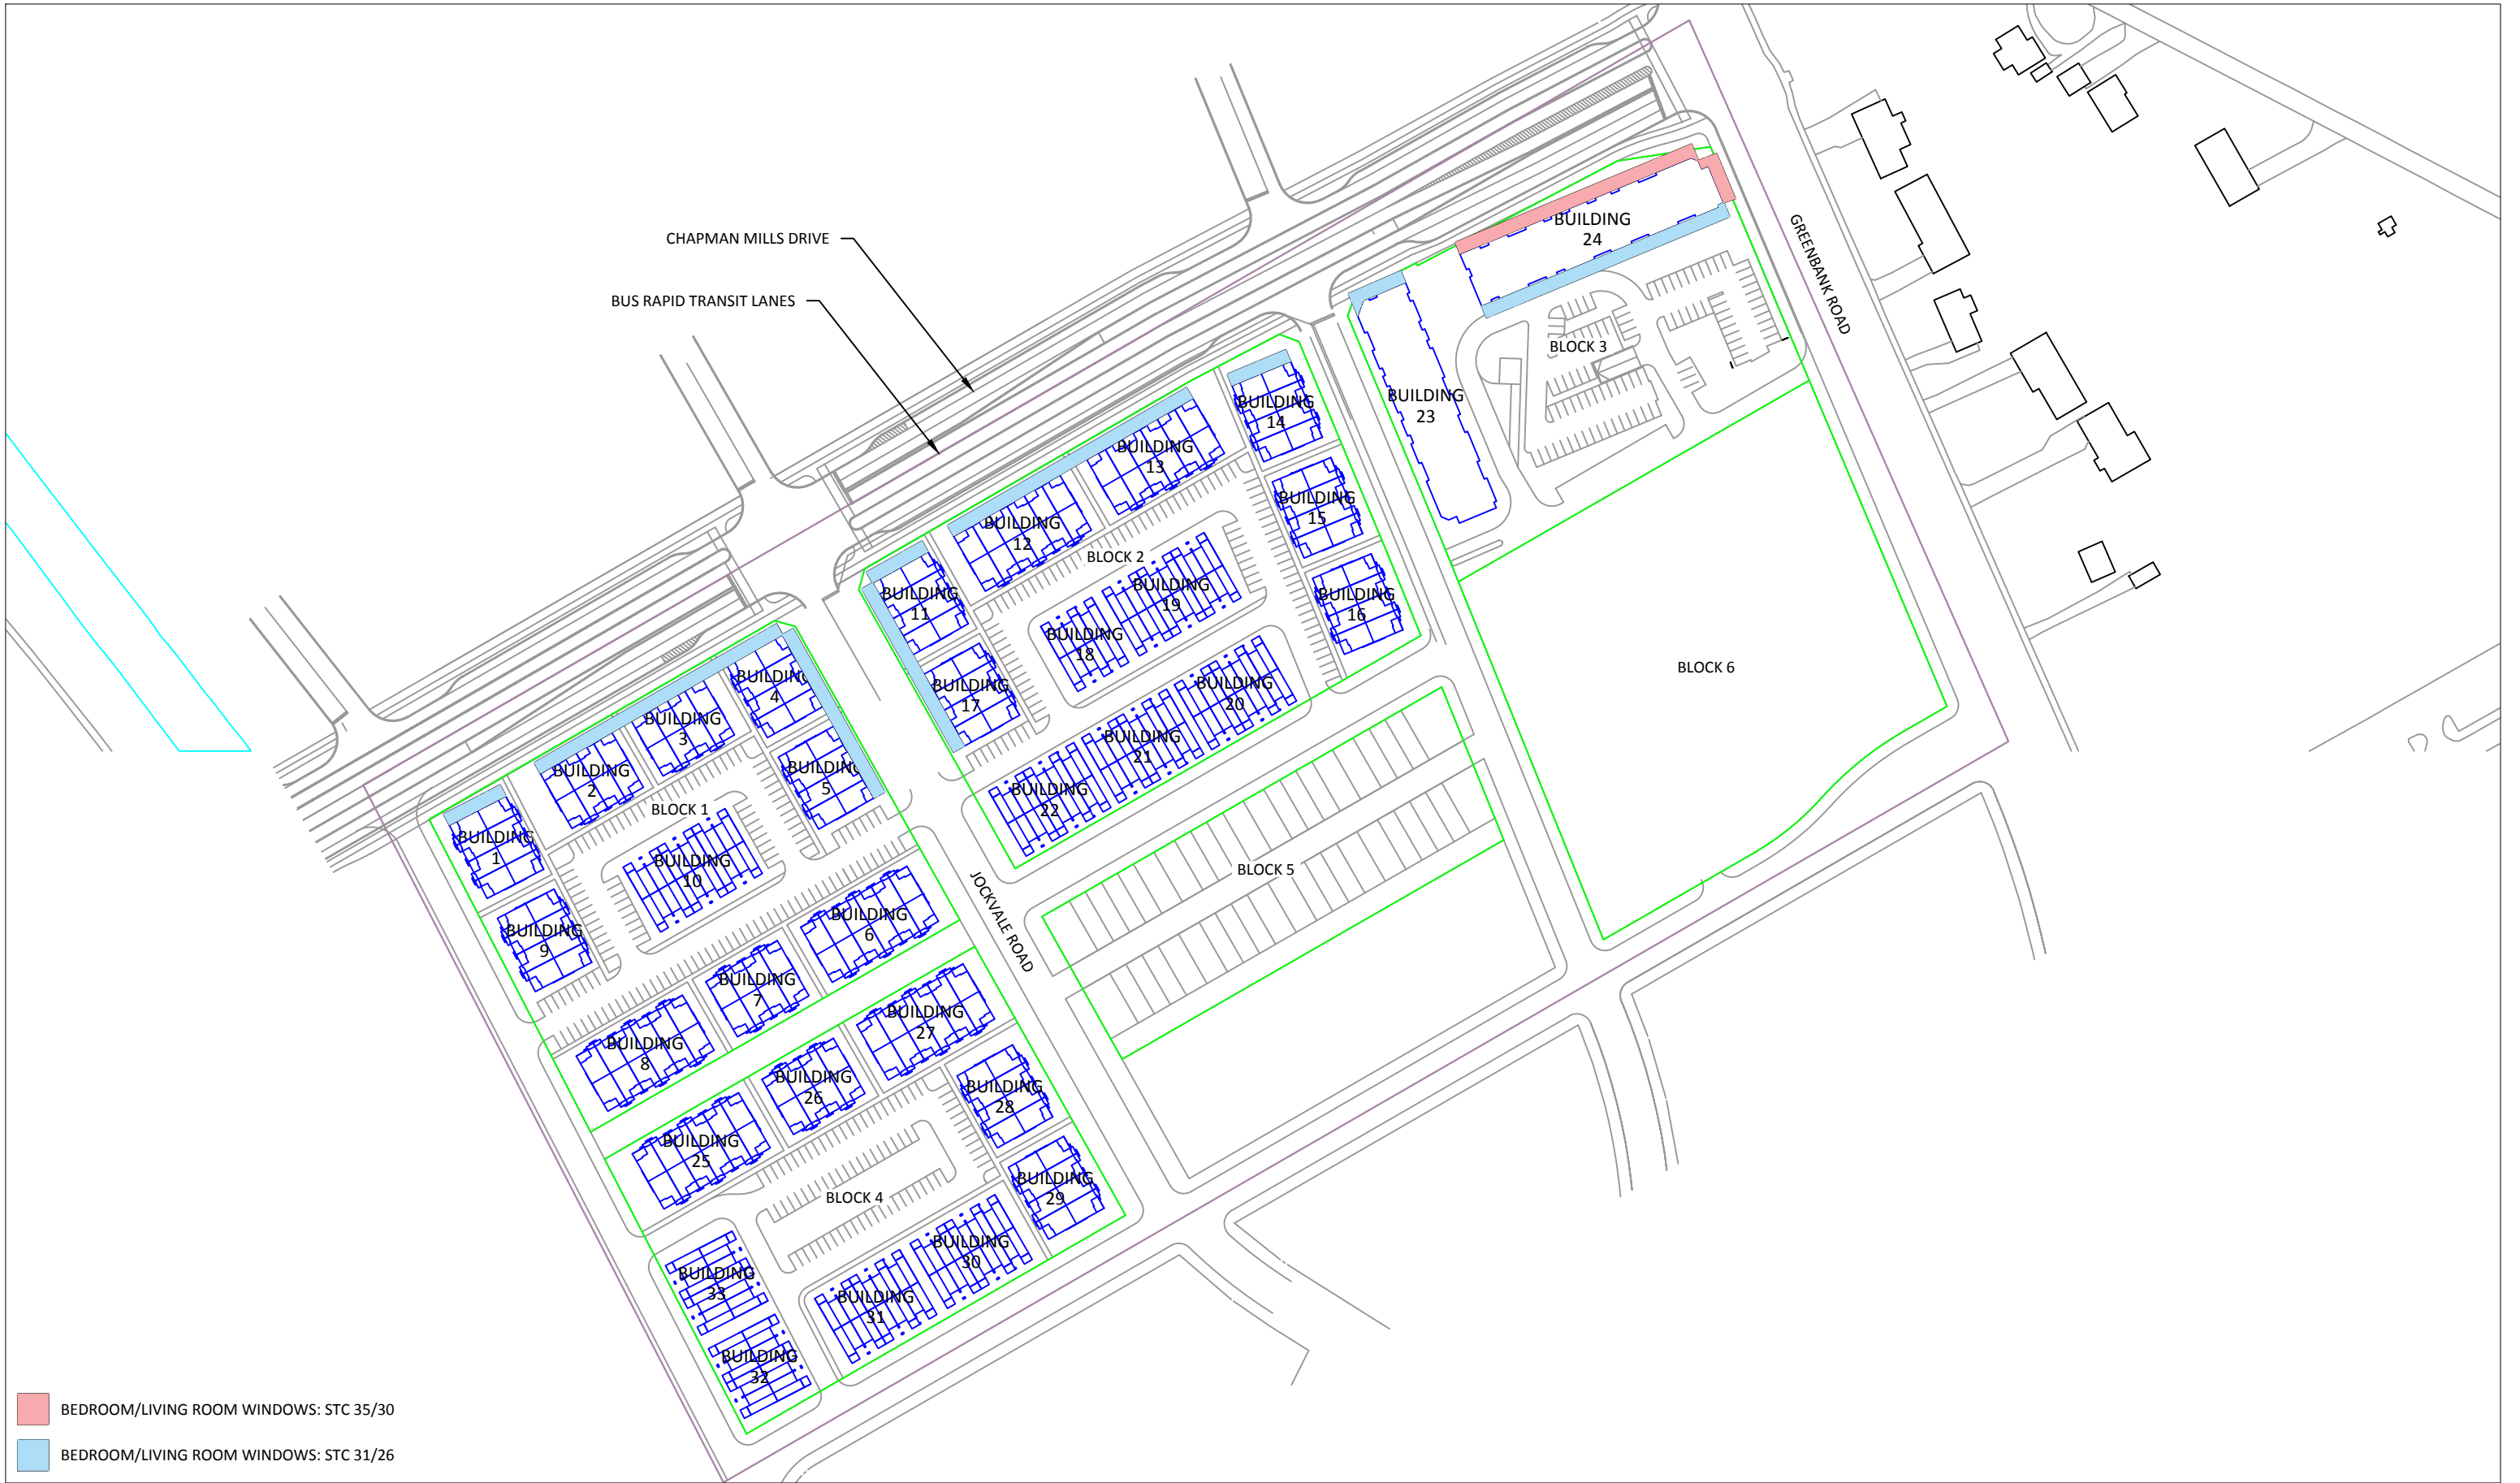 CHAPMAN MILLS DRIVE
BUS RAPID TRANSIT LANES
GREENBANK ROAD
BUILDING
24
BLOCK 3
BUILDING
23
BUILDING
14
BUILDING
13
BUILDING
15
BUILDING
12
BLOCK 2
BUILDING
11
BUILDING
19
BUILDING
16
BUILDING
18
BLOCK 6
BUILDING
17
BUILDING
20
BUILDING
4
BUILDING
3
BUILDING
21
BUILDING
2
BUILDING
5
BUILDING
22
BLOCK 1
BUILDING
1
BUILDING
10
BLOCK 5
JOCKVALE ROAD
BUILDING
6
BUILDING
9
BUILDING
7
BUILDING
27
BUILDING
8
BUILDING
26
BUILDING
28
BUILDING
25
BUILDING
29
BLOCK 4
BUILDING
30
BUILDING
33
BUILDING
31
BUILDING
32
BEDROOM/LIVING ROOM WINDOWS: STC 35/30
BEDROOM/LIVING ROOM WINDOWS: STC 31/26